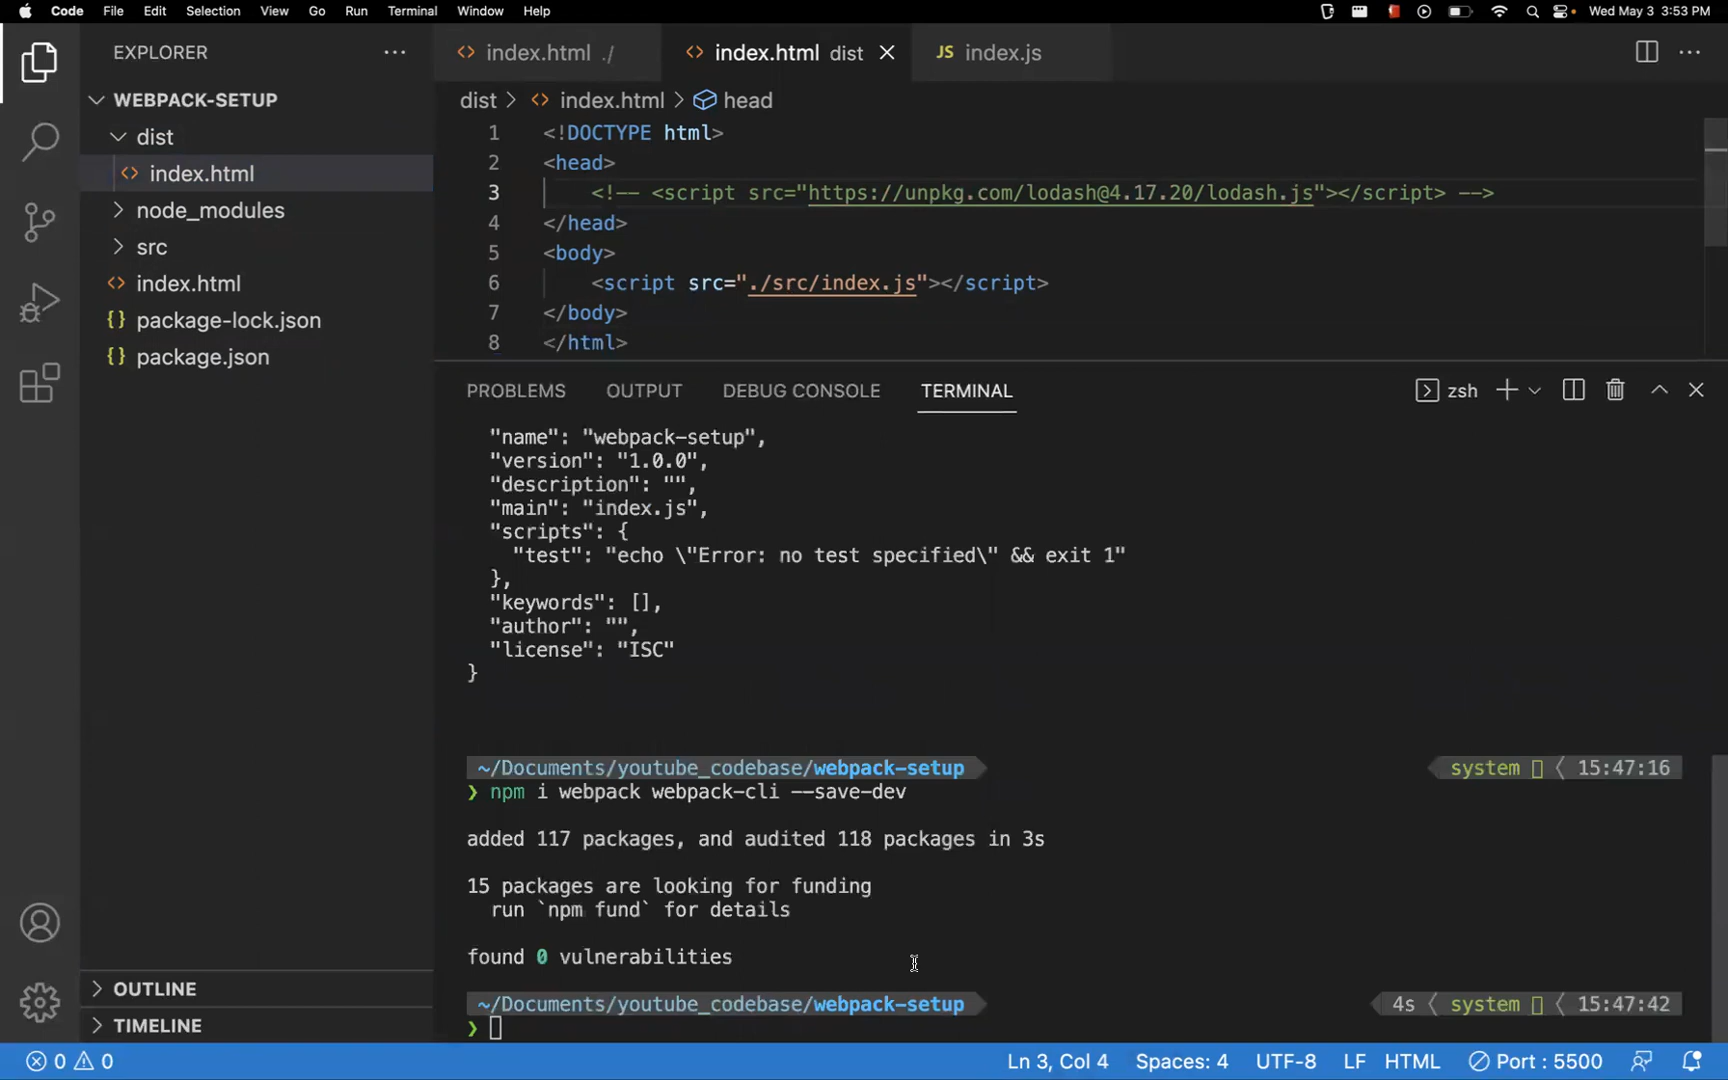 Code File Edit Selection View Go Run Terminal Window Help Wed May 3 3:53 PM
EXPLORER
WEBPACK-SETUP
dist
index.html
node_modules
src
index.html
package-lock.json
package.json
OUTLINE
TIMELINE
index.html ./ index.html dist JS index.js
dist > index.html > head
1 <!DOCTYPE html>
2 <head>
3 <!-- <script src="https://unpkg.com/lodash@4.17.20/lodash.js"></script> -->
4 </head>
5 <body>
6 <script src="./src/index.js"></script>
7 </body>
8 </html>
PROBLEMS OUTPUT DEBUG CONSOLE TERMINAL zsh
"name": "webpack-setup",
"version": "1.0.0",
"description": "",
"main": "index.js",
"scripts": {
"test": "echo \"Error: no test specified\" && exit 1"
},
"keywords": [],
"author": "",
"license": "ISC"
}
~/Documents/youtube_codebase/webpack-setup system 15:47:16
❯ npm i webpack webpack-cli --save-dev
added 117 packages, and audited 118 packages in 3s
15 packages are looking for funding
run `npm fund` for details
found 0 vulnerabilities
~/Documents/youtube_codebase/webpack-setup 4s system 15:47:42
❯
0 0 Ln 3, Col 4 Spaces: 4 UTF-8 LF HTML Port : 5500